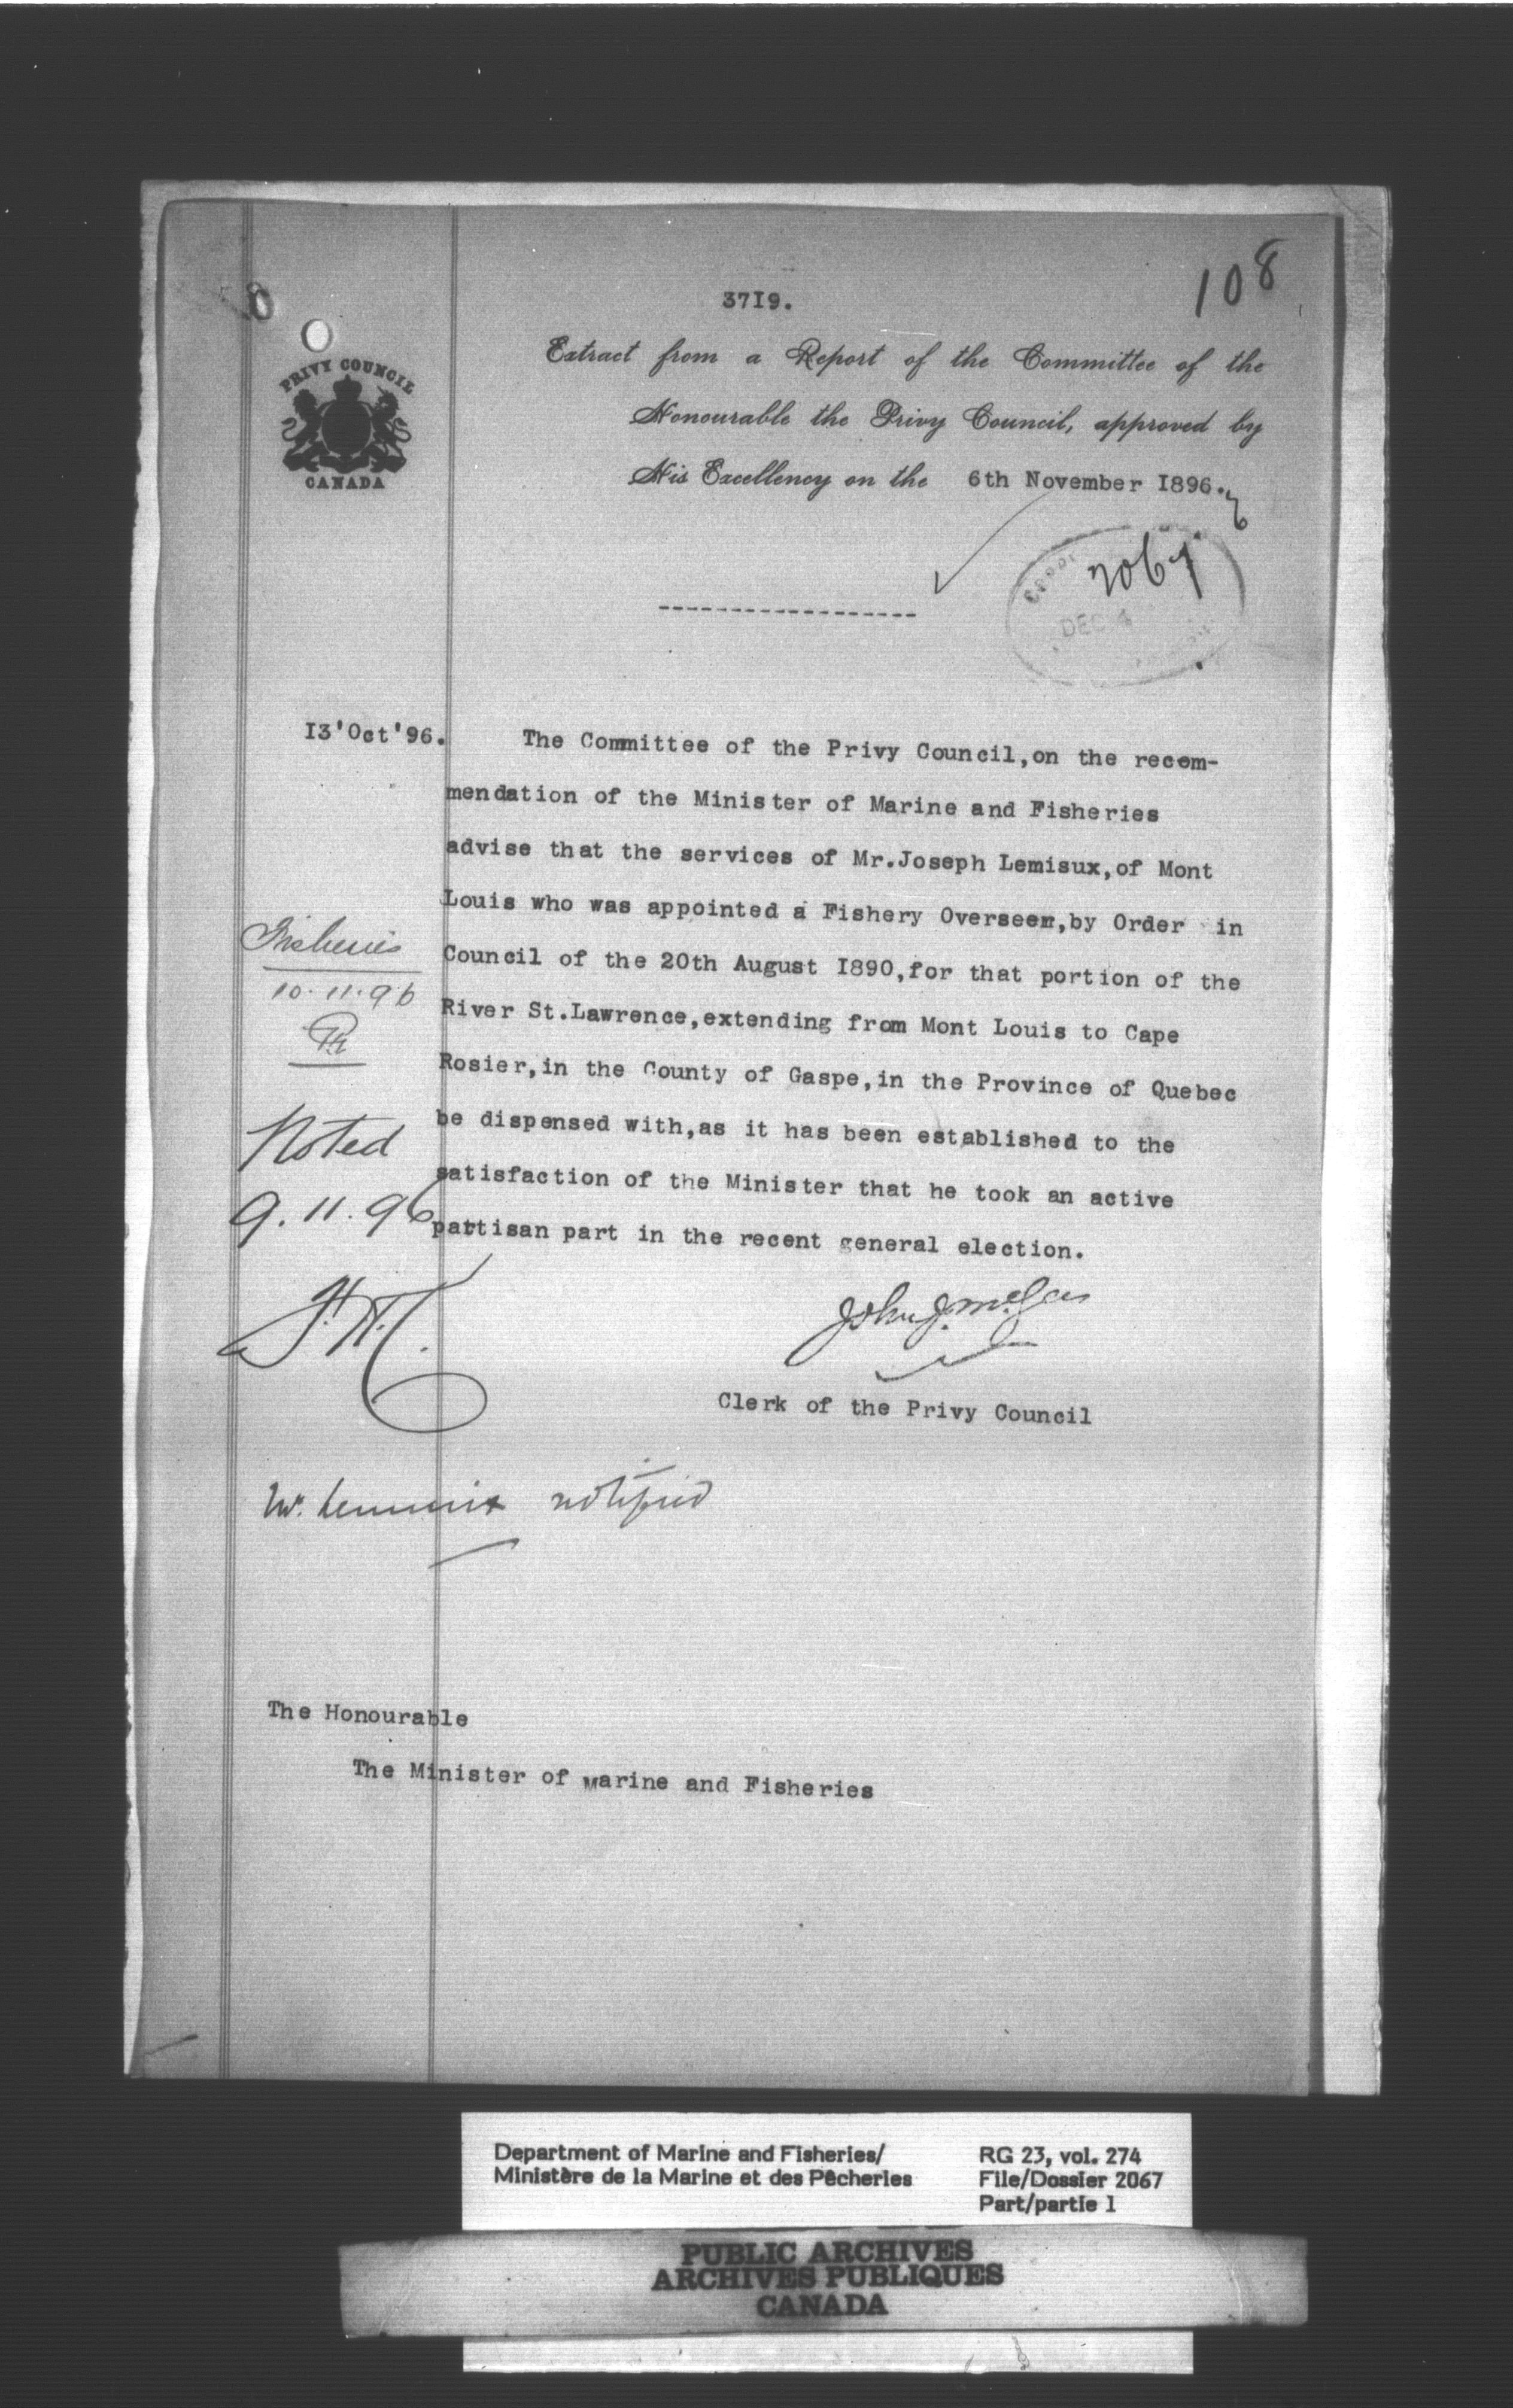 108
3719.
PRIVY COUNCIL
CANADA
Extract from a Report of the Committee of the
Honourable the Privy Council, approved by
His Excellency on the 6th November 1896.
2067
DEC 4
13'Oct'96.
The Committee of the Privy Council,on the recom-
mendation of the Minister of Marine and Fisheries
advise that the services of Mr.Joseph Lemisux,of Mont
Louis who was appointed a Fishery Overseer,by Order in
Council of the 20th August 1890,for that portion of the
River St.Lawrence,extending from Mont Louis to Cape
Rosier,in the County of Gaspe,in the Province of Quebec
be dispensed with,as it has been established to the
satisfaction of the Minister that he took an active
partisan part in the recent general election.
Fisheries
10.11.96
Noted
9.11.96
John J. McGee
Clerk of the Privy Council
notified
The Honourable
The Minister of Marine and Fisheries
Department of Marine and Fisheries/
Ministère de la Marine et des Pêcheries
RG 23, vol. 274
File/Dossier 2067
Part/partie 1
PUBLIC ARCHIVES
ARCHIVES PUBLIQUES
CANADA